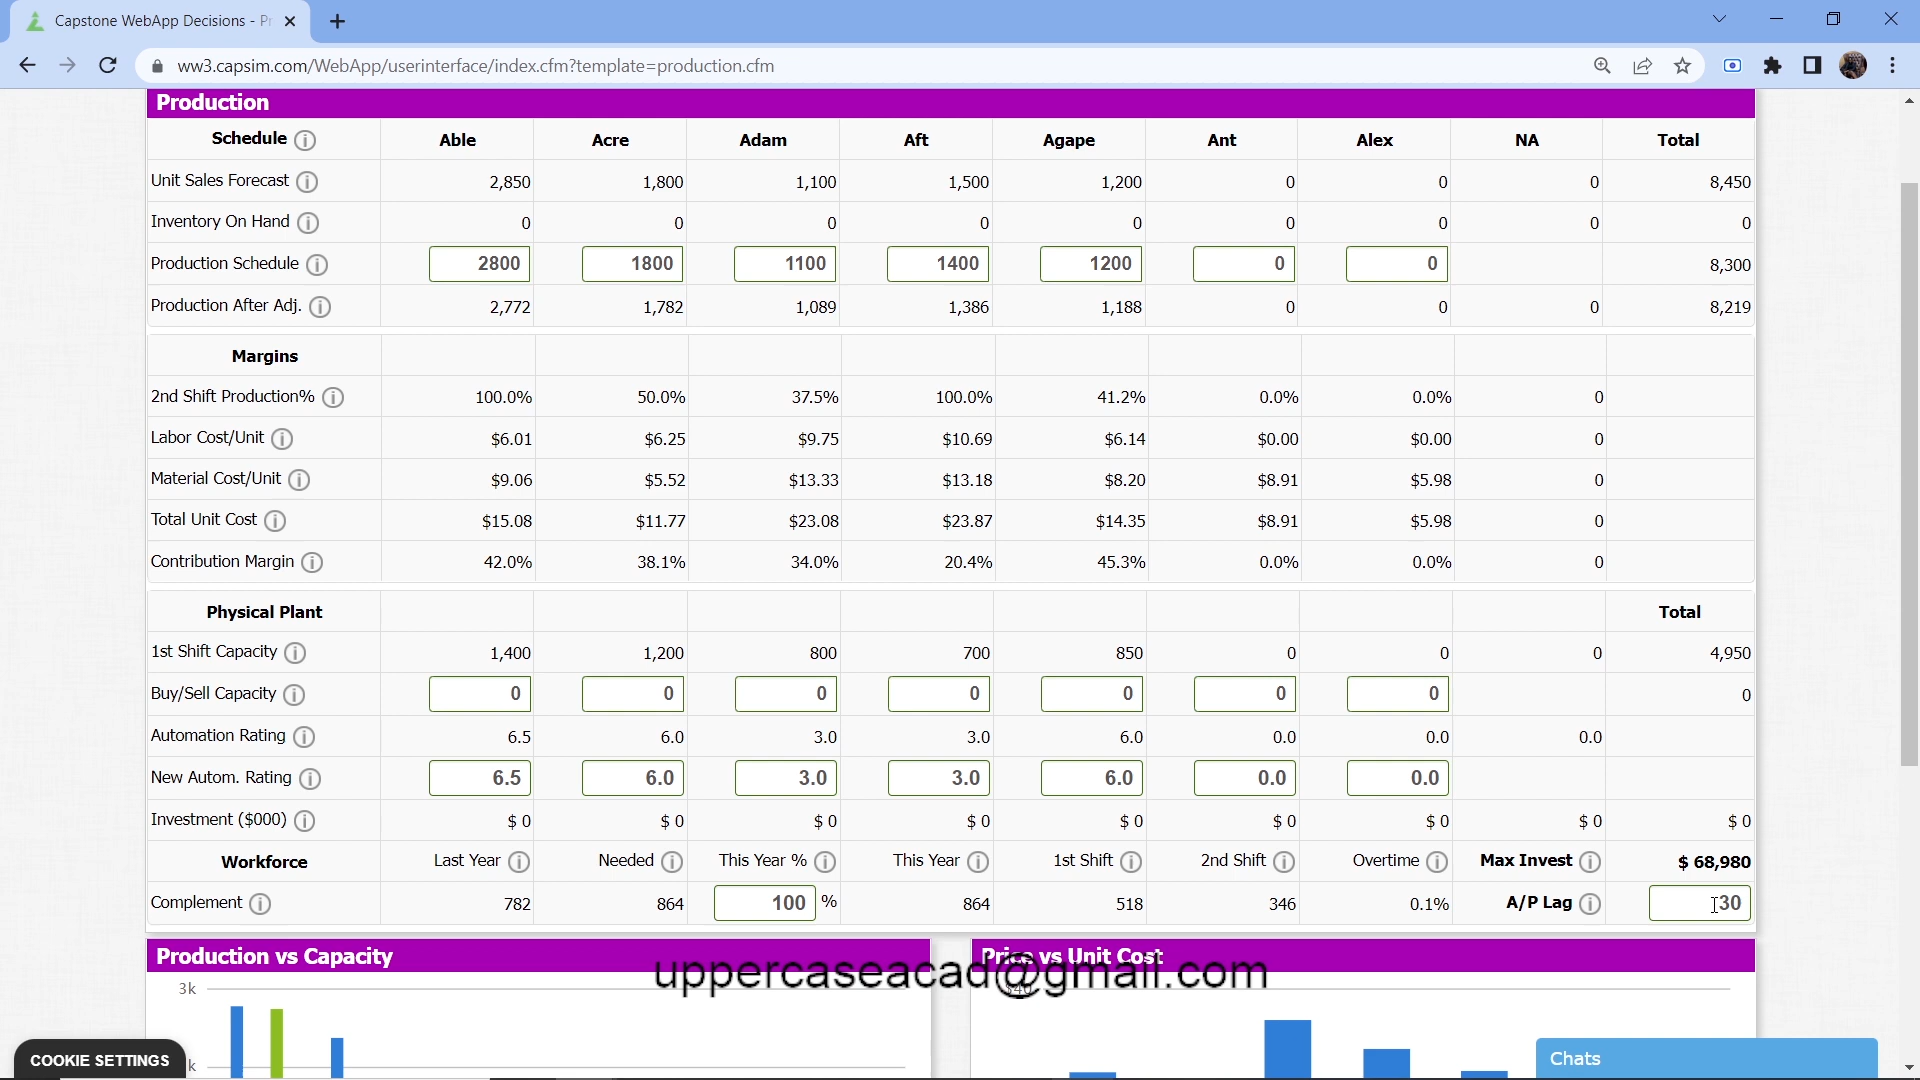 Capstone WebApp Decisions - Pr
ww3.capsim.com/WebApp/userinterface/index.cfm?template=production.cfm
Production
Schedule Able Acre Adam Aft Agape Ant Alex NA Total
Unit Sales Forecast 2,850 1,800 1,100 1,500 1,200 0 0 0 8,450
Inventory On Hand 0 0 0 0 0 0 0 0 0
Production Schedule 2800 1800 1100 1400 1200 0 0 8,300
Production After Adj. 2,772 1,782 1,089 1,386 1,188 0 0 0 8,219
Margins
2nd Shift Production% 100.0% 50.0% 37.5% 100.0% 41.2% 0.0% 0.0% 0
Labor Cost/Unit $6.01 $6.25 $9.75 $10.69 $6.14 $0.00 $0.00 0
Material Cost/Unit $9.06 $5.52 $13.33 $13.18 $8.20 $8.91 $5.98 0
Total Unit Cost $15.08 $11.77 $23.08 $23.87 $14.35 $8.91 $5.98 0
Contribution Margin 42.0% 38.1% 34.0% 20.4% 45.3% 0.0% 0.0% 0
Physical Plant Total
1st Shift Capacity 1,400 1,200 800 700 850 0 0 0 4,950
Buy/Sell Capacity 0 0 0 0 0 0 0 0
Automation Rating 6.5 6.0 3.0 3.0 6.0 0.0 0.0 0.0
New Autom. Rating 6.5 6.0 3.0 3.0 6.0 0.0 0.0
Investment ($000) $ 0 $ 0 $ 0 $ 0 $ 0 $ 0 $ 0 $ 0 $ 0
Workforce Last Year Needed This Year % This Year 1st Shift 2nd Shift Overtime Max Invest $ 68,980
Complement 782 864 100 % 864 518 346 0.1% A/P Lag 30
Production vs Capacity Price vs Unit Cost
uppercaseacad@gmail.com
3k $40
k
COOKIE SETTINGS
Chats